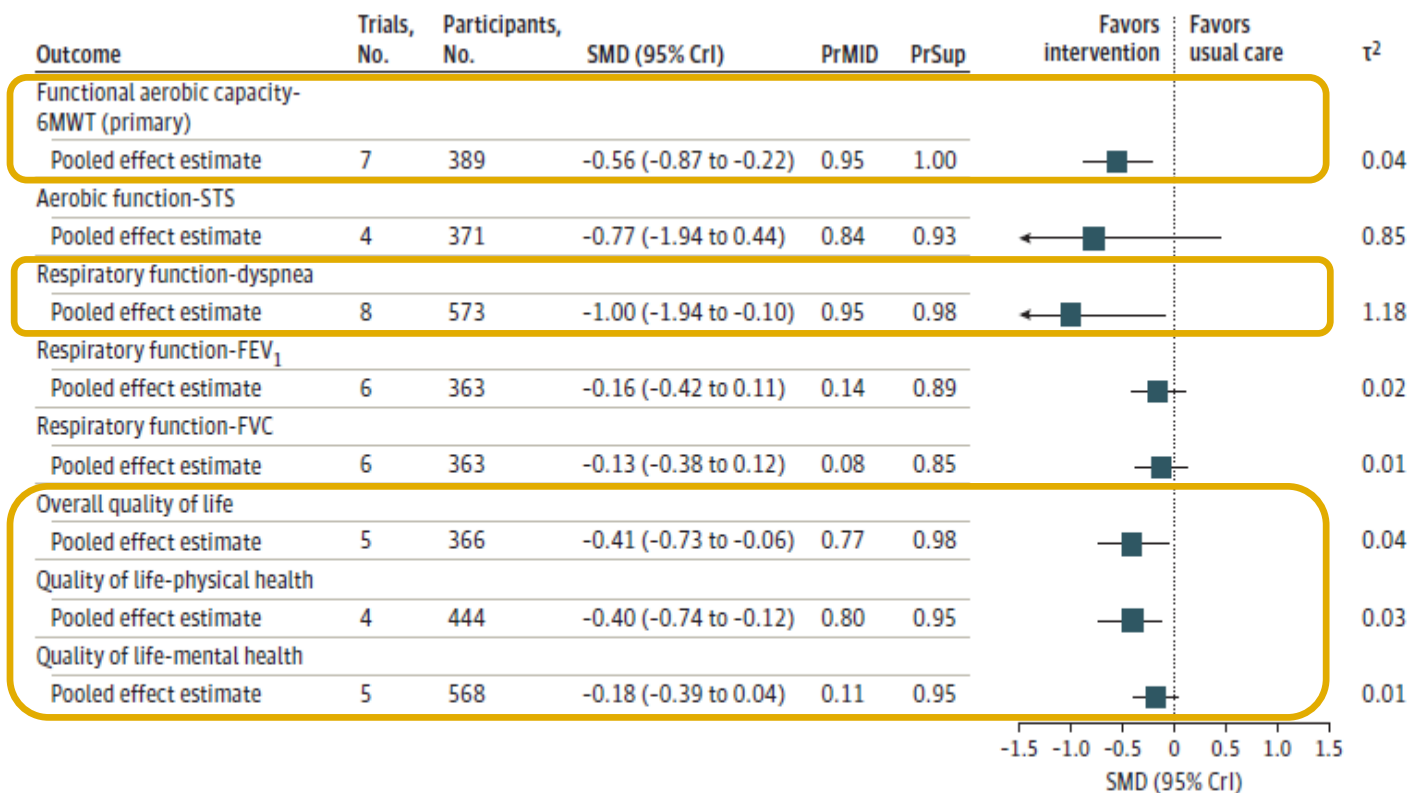 Outcome Trials, No. Participants, No. SMD (95% CrI) PrMID PrSup Favors intervention Favors usual care τ²
Functional aerobic capacity-
6MWT (primary)
Pooled effect estimate 7 389 -0.56 (-0.87 to -0.22) 0.95 1.00 0.04
Aerobic function-STS
Pooled effect estimate 4 371 -0.77 (-1.94 to 0.44) 0.84 0.93 0.85
Respiratory function-dyspnea
Pooled effect estimate 8 573 -1.00 (-1.94 to -0.10) 0.95 0.98 1.18
Respiratory function-FEV₁
Pooled effect estimate 6 363 -0.16 (-0.42 to 0.11) 0.14 0.89 0.02
Respiratory function-FVC
Pooled effect estimate 6 363 -0.13 (-0.38 to 0.12) 0.08 0.85 0.01
Overall quality of life
Pooled effect estimate 5 366 -0.41 (-0.73 to -0.06) 0.77 0.98 0.04
Quality of life-physical health
Pooled effect estimate 4 444 -0.40 (-0.74 to -0.12) 0.80 0.95 0.03
Quality of life-mental health
Pooled effect estimate 5 568 -0.18 (-0.39 to 0.04) 0.11 0.95 0.01
-1.5 -1.0 -0.5 0 0.5 1.0 1.5
SMD (95% CrI)